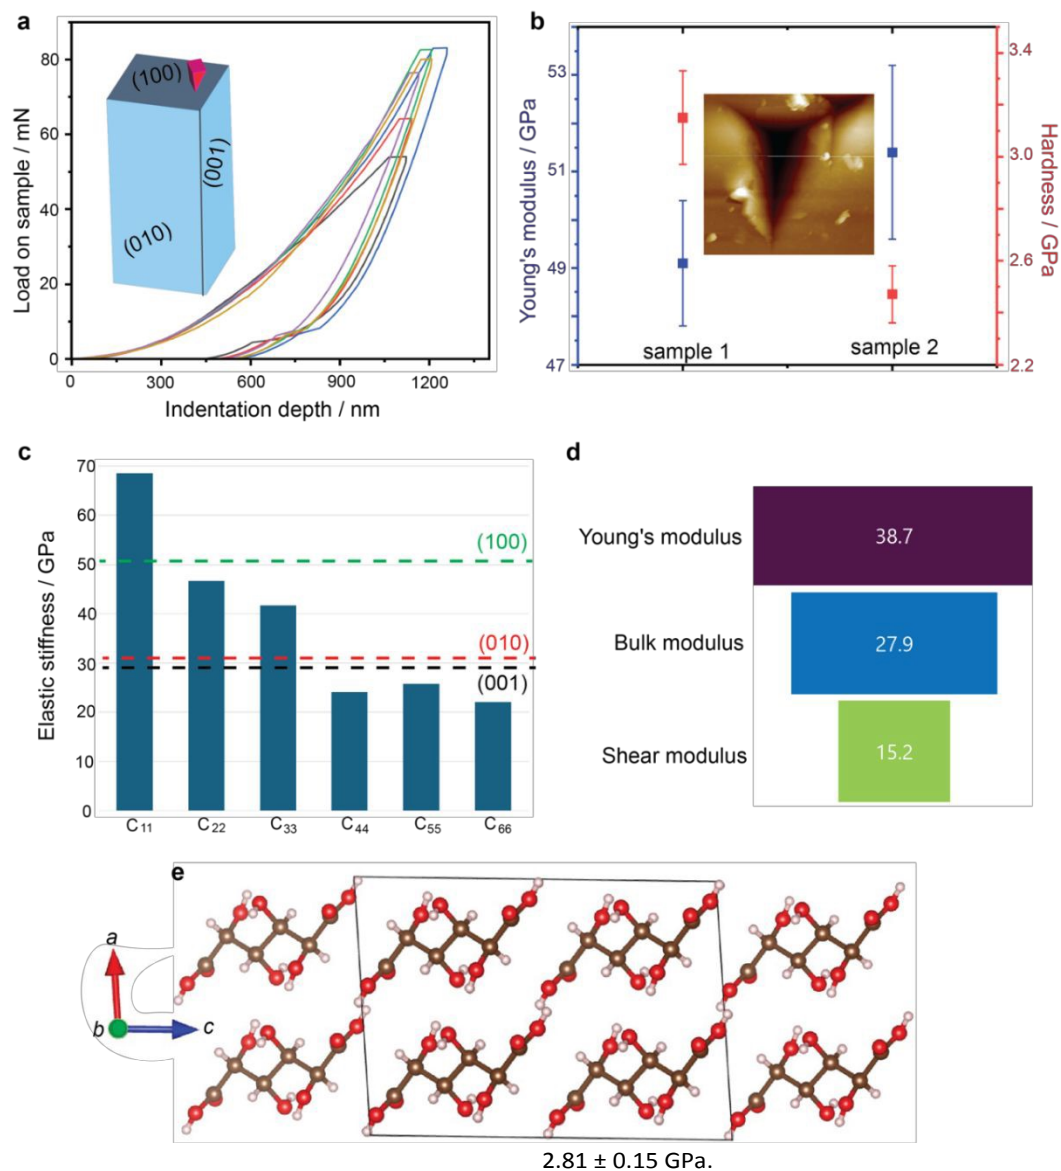 a
Load on sample / mN
80
60
40
20
0
0 300 600 900 1200
Indentation depth / nm
(100)
(001)
(010)
b
Young's modulus / GPa
53
51
49
47
sample 1
sample 2
3.4
3.0
2.6
2.2
Hardness / GPa
c
Elastic stiffness / GPa
70
60
50
40
30
20
10
0
(100)
(010)
(001)
C11 C22 C33 C44 C55 C66
d
Young's modulus 38.7
Bulk modulus 27.9
Shear modulus 15.2
e
a
b
c
2.81 ± 0.15 GPa.